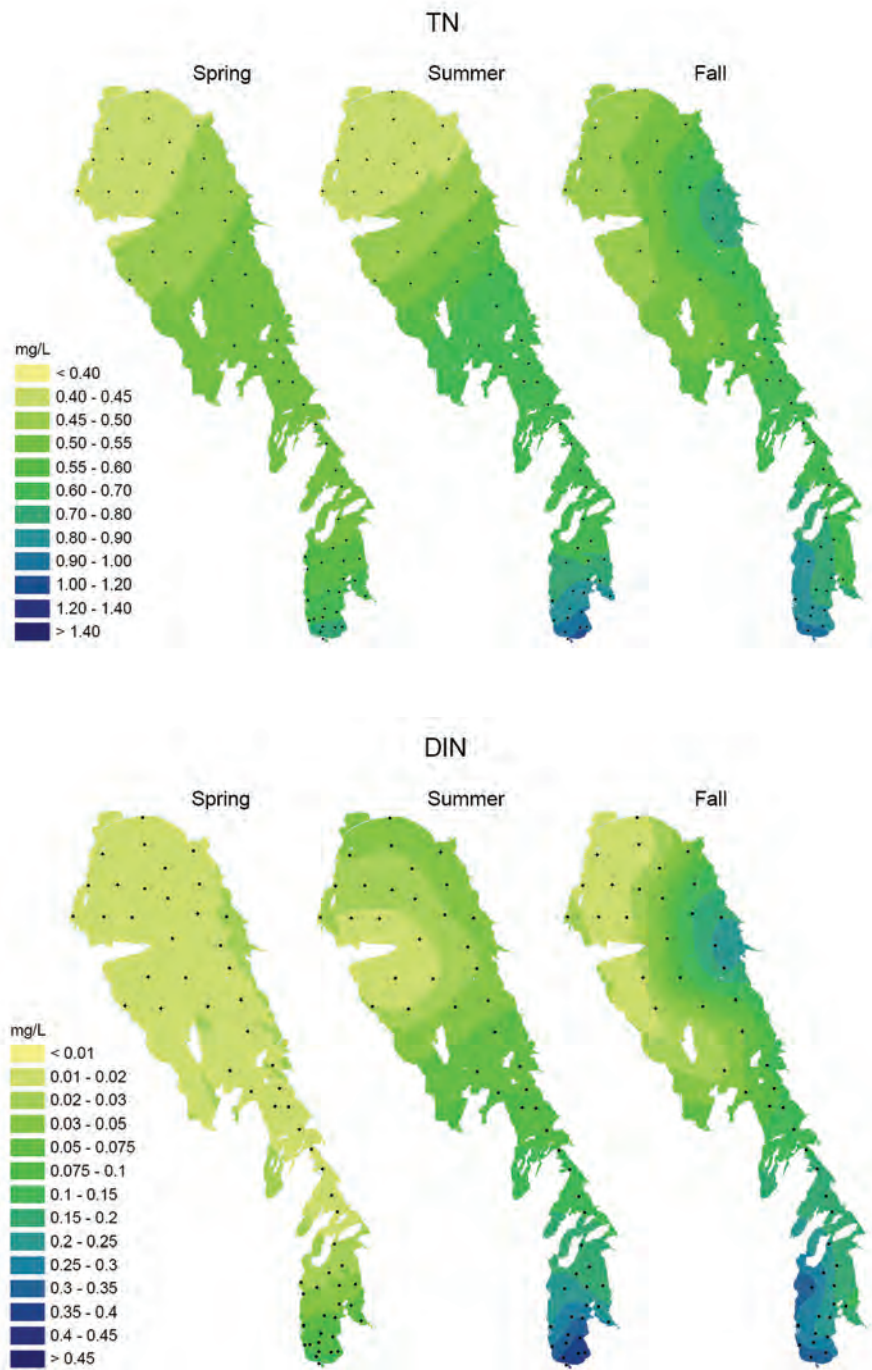 TN
Spring Summer Fall
mg/L
< 0.40
0.40 - 0.45
0.45 - 0.50
0.50 - 0.55
0.55 - 0.60
0.60 - 0.70
0.70 - 0.80
0.80 - 0.90
0.90 - 1.00
1.00 - 1.20
1.20 - 1.40
> 1.40
DIN
Spring Summer Fall
mg/L
< 0.01
0.01 - 0.02
0.02 - 0.03
0.03 - 0.05
0.05 - 0.075
0.075 - 0.1
0.1 - 0.15
0.15 - 0.2
0.2 - 0.25
0.25 - 0.3
0.3 - 0.35
0.35 - 0.4
0.4 - 0.45
> 0.45